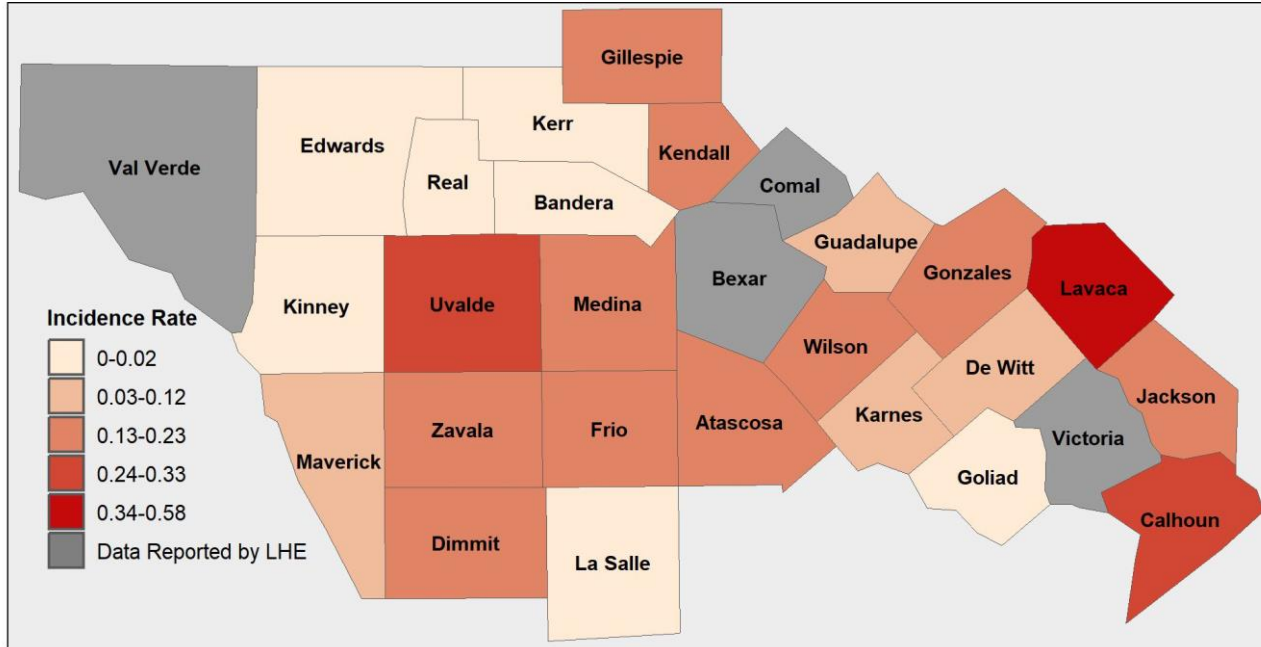 Gillespie
Kerr
Edwards
Kendall
Val Verde
Real
Comal
Bandera
Guadalupe
Gonzales
Bexar
Lavaca
Kinney
Uvalde
Medina
Incidence Rate
0-0.02
0.03-0.12
0.13-0.23
0.24-0.33
0.34-0.58
Data Reported by LHE
Wilson
De Witt
Jackson
Karnes
Atascosa
Zavala
Frio
Victoria
Maverick
Goliad
Calhoun
Dimmit
La Salle